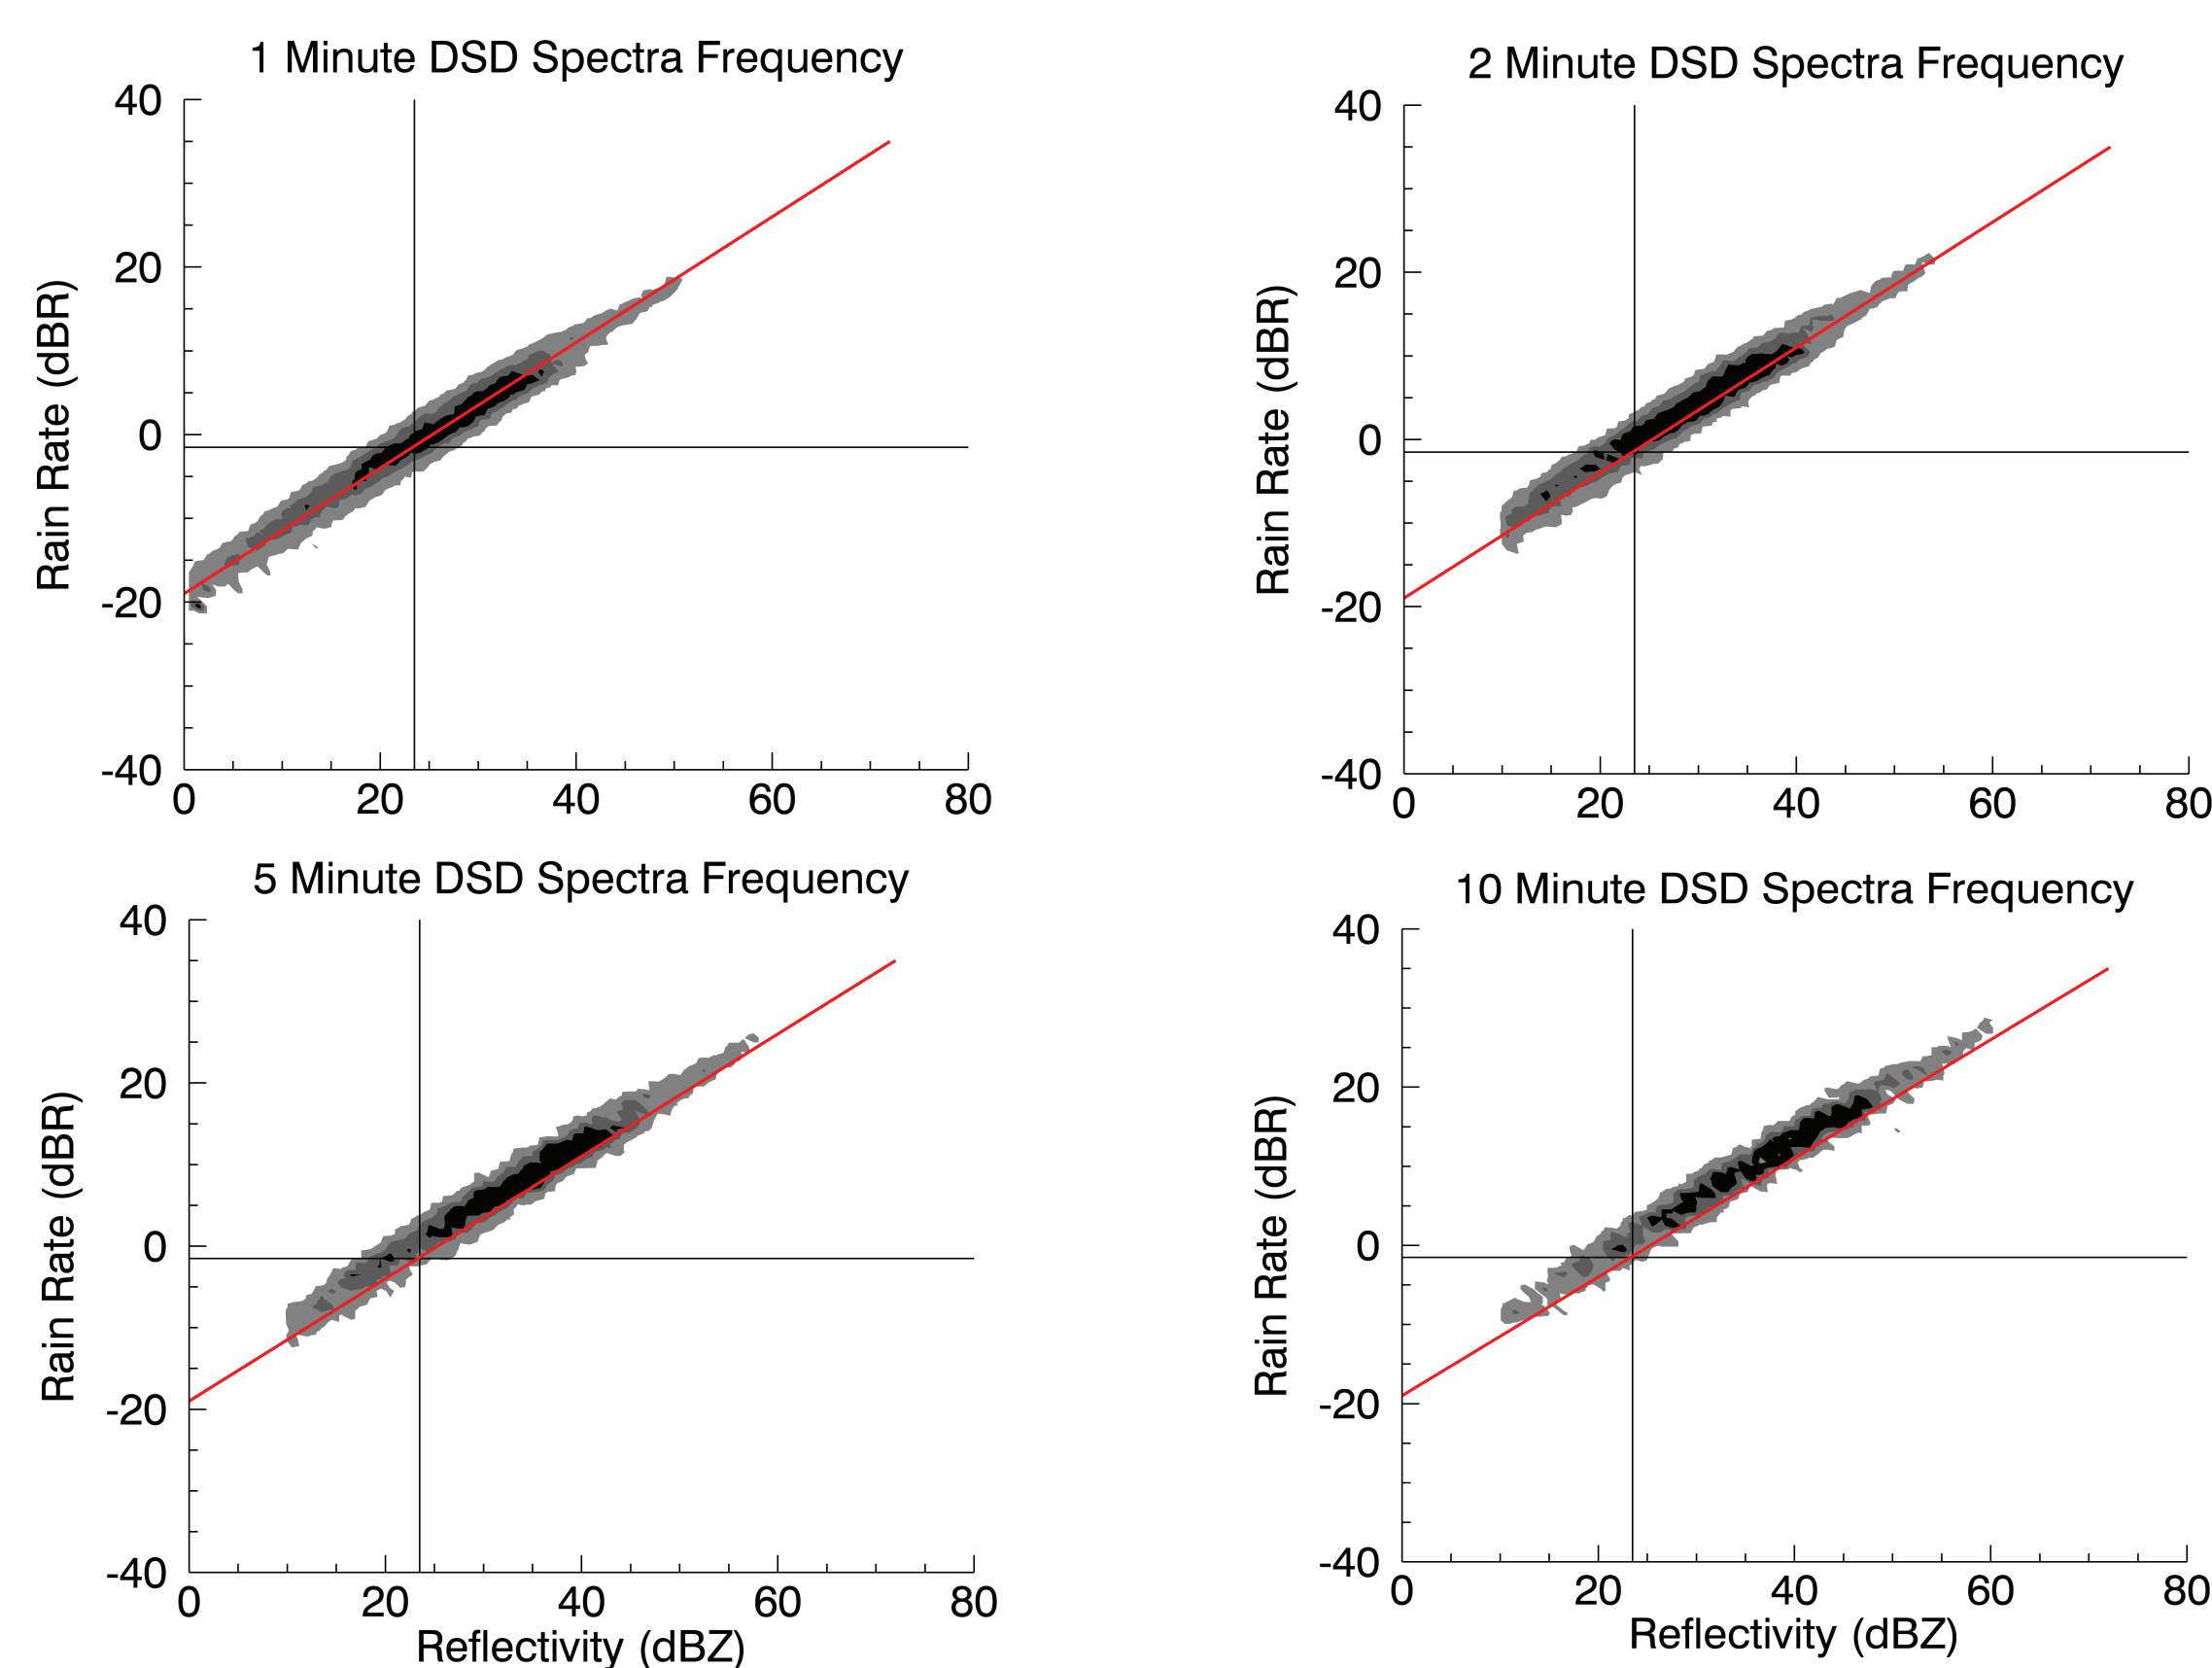 1 Minute DSD Spectra Frequency
40
20
0
-20
-40
Rain Rate (dBR)
0 20 40 60 80
2 Minute DSD Spectra Frequency
40
20
0
-20
-40
Rain Rate (dBR)
0 20 40 60 80
5 Minute DSD Spectra Frequency
40
20
0
-20
-40
Rain Rate (dBR)
0 20 40 60 80
Reflectivity (dBZ)
10 Minute DSD Spectra Frequency
40
20
0
-20
-40
Rain Rate (dBR)
0 20 40 60 80
Reflectivity (dBZ)